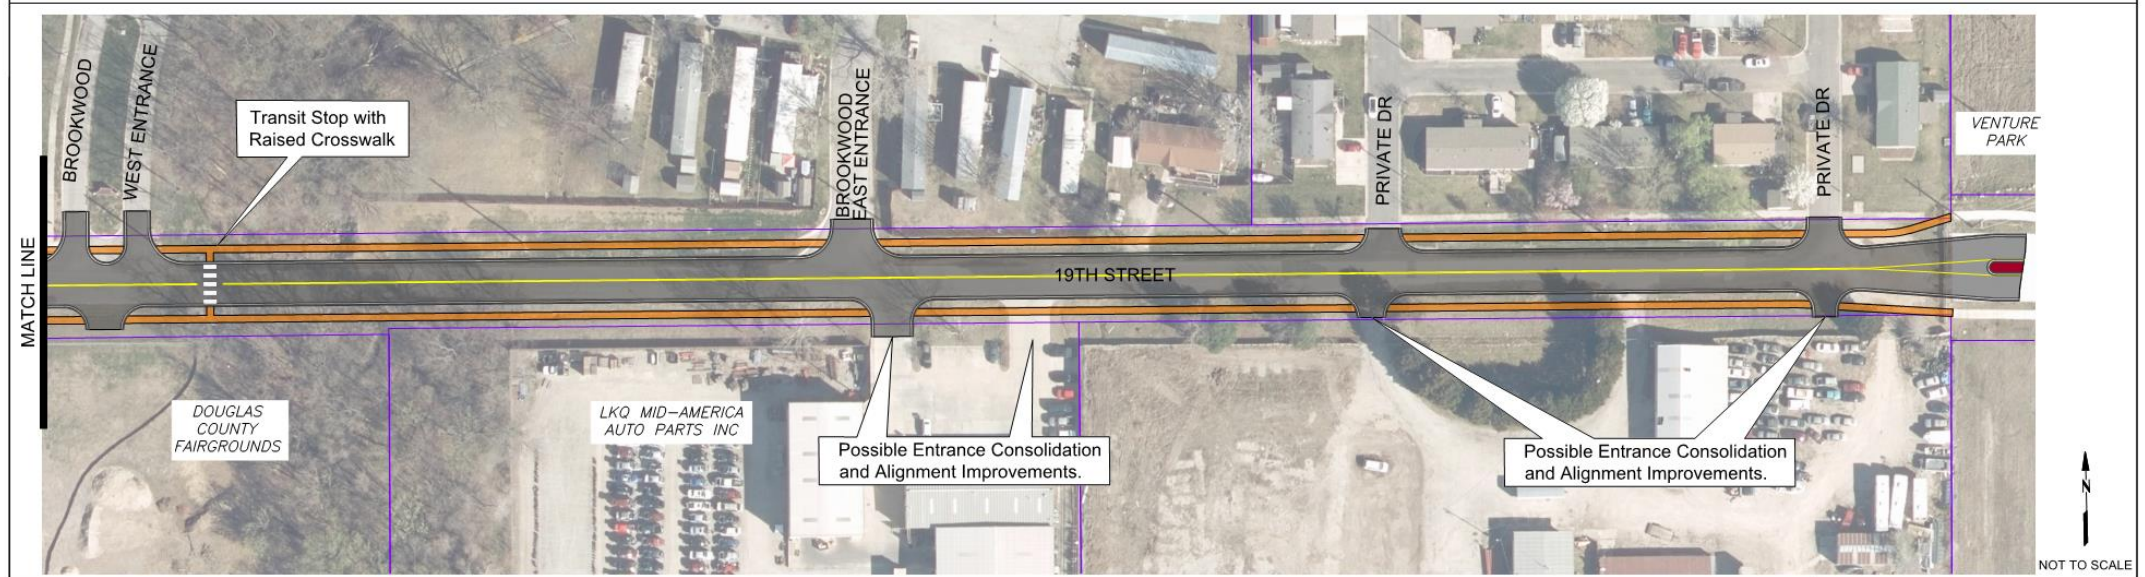 MATCH LINE
BROOKWOOD
WEST ENTRANCE
Transit Stop with
Raised Crosswalk
BROOKWOOD
EAST ENTRANCE
PRIVATE DR
PRIVATE DR
VENTURE
PARK
19TH STREET
DOUGLAS
COUNTY
FAIRGROUNDS
LKQ MID-AMERICA
AUTO PARTS INC
Possible Entrance Consolidation
and Alignment Improvements.
Possible Entrance Consolidation
and Alignment Improvements.
N
NOT TO SCALE